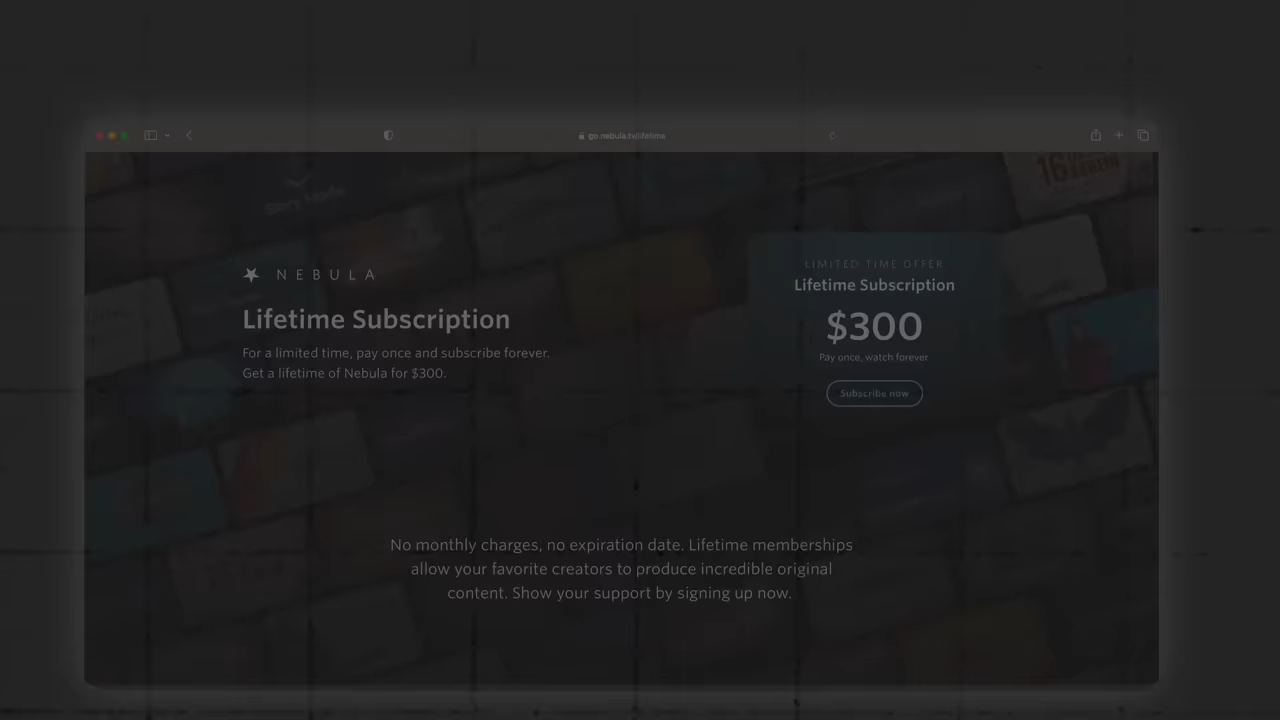 go.nebula.tv/lifetime
16
NEBULA
Lifetime Subscription
For a limited time, pay once and subscribe forever.
Get a lifetime of Nebula for $300.
LIMITED TIME OFFER
Lifetime Subscription
$300
Pay once, watch forever
Subscribe now
No monthly charges, no expiration date. Lifetime memberships
allow your favorite creators to produce incredible original
content. Show your support by signing up now.